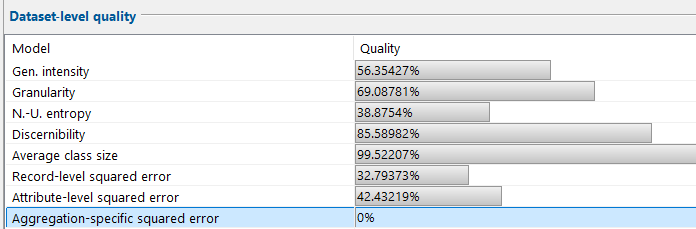 Dataset-level quality
Model Quality
Gen. intensity 56.35427%
Granularity 69.08781%
N.-U. entropy 38.8754%
Discernibility 85.58982%
Average class size 99.52207%
Record-level squared error 32.79373%
Attribute-level squared error 42.43219%
Aggregation-specific squared error 0%